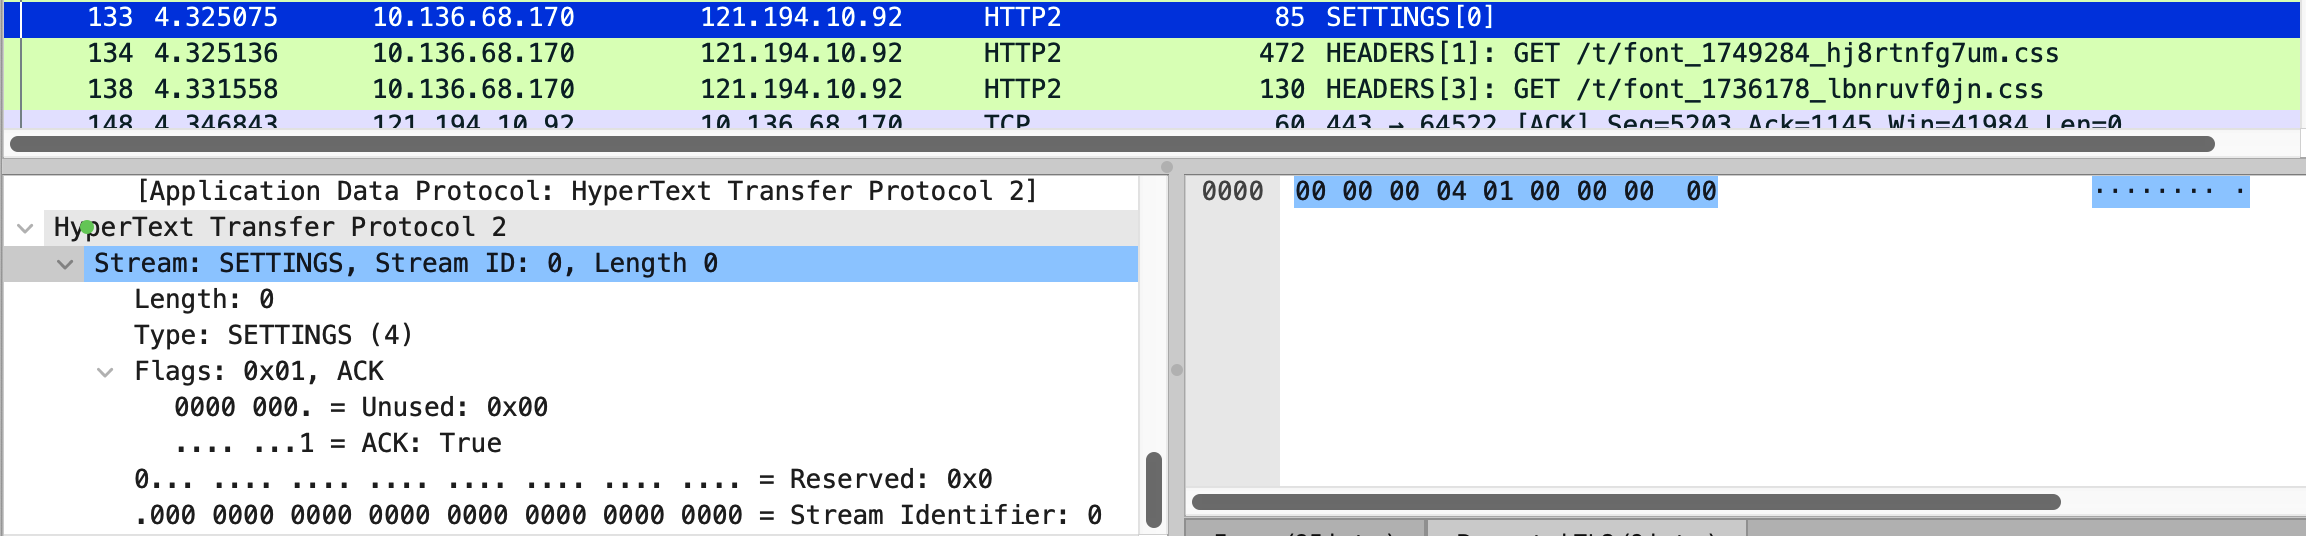 133 4.325075 10.136.68.170 121.194.10.92 HTTP2 85 SETTINGS[0]
134 4.325136 10.136.68.170 121.194.10.92 HTTP2 472 HEADERS[1]: GET /t/font_1749284_hj8rtnfg7um.css
138 4.331558 10.136.68.170 121.194.10.92 HTTP2 130 HEADERS[3]: GET /t/font_1736178_lbnruvf0jn.css
148 4.346843 121.194.10.92 10.136.68.170 TCP 60 443 → 64522 [ACK] Seq=5203 Ack=1145 Win=41984 Len=0
[Application Data Protocol: HyperText Transfer Protocol 2]
HyperText Transfer Protocol 2
Stream: SETTINGS, Stream ID: 0, Length 0
Length: 0
Type: SETTINGS (4)
Flags: 0x01, ACK
0000 000. = Unused: 0x00
.... ...1 = ACK: True
0... .... .... .... .... .... .... .... = Reserved: 0x0
.000 0000 0000 0000 0000 0000 0000 0000 = Stream Identifier: 0
0000 00 00 00 04 01 00 00 00 00 ········ ·